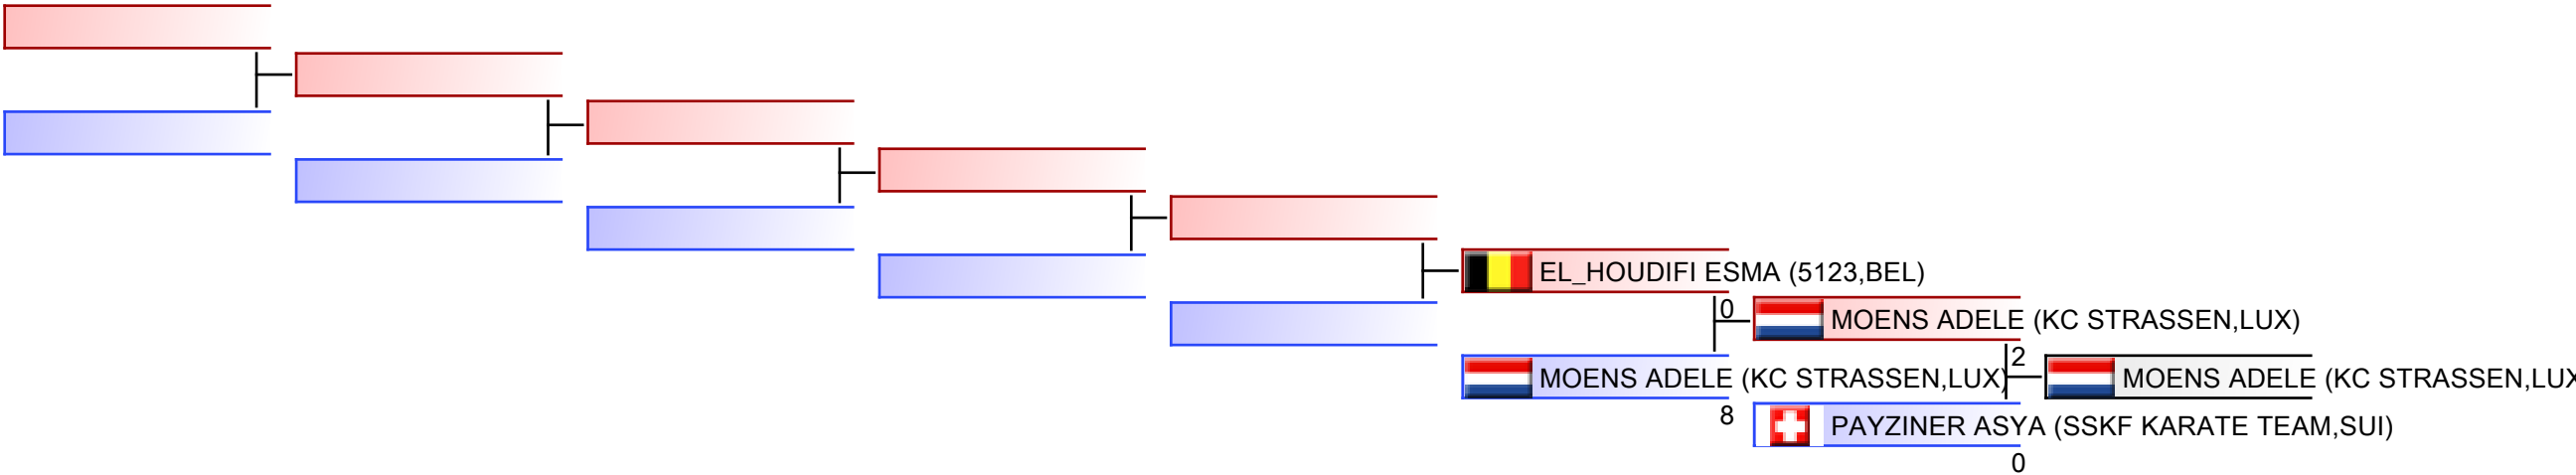 EL_HOUDIFI ESMA (5123,BEL)
0
MOENS ADELE (KC STRASSEN,LUX)
2
MOENS ADELE (KC STRASSEN,LUX)
MOENS ADELE (KC STRASSEN,LUX
8
PAYZINER ASYA (SSKF KARATE TEAM,SUI)
0